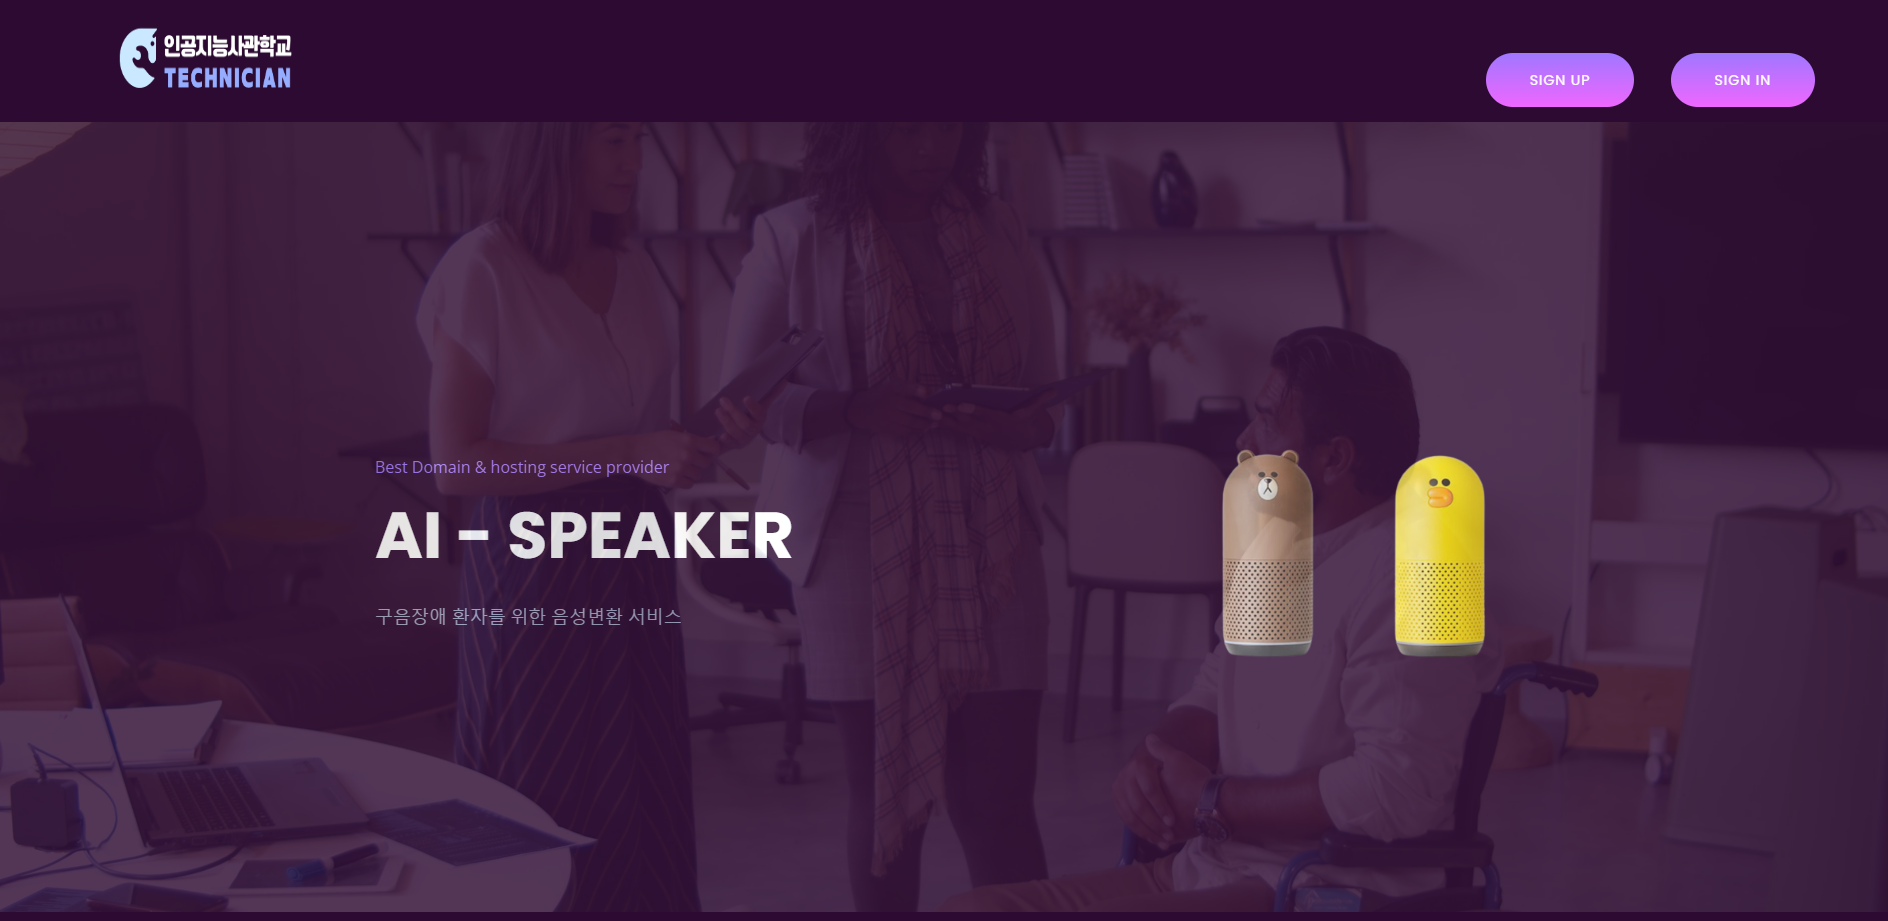 인공지능사관학교
TECHNICIAN
SIGN UP
SIGN IN
Best Domain & hosting service provider
AI - SPEAKER
구음장애 환자를 위한 음성변환 서비스